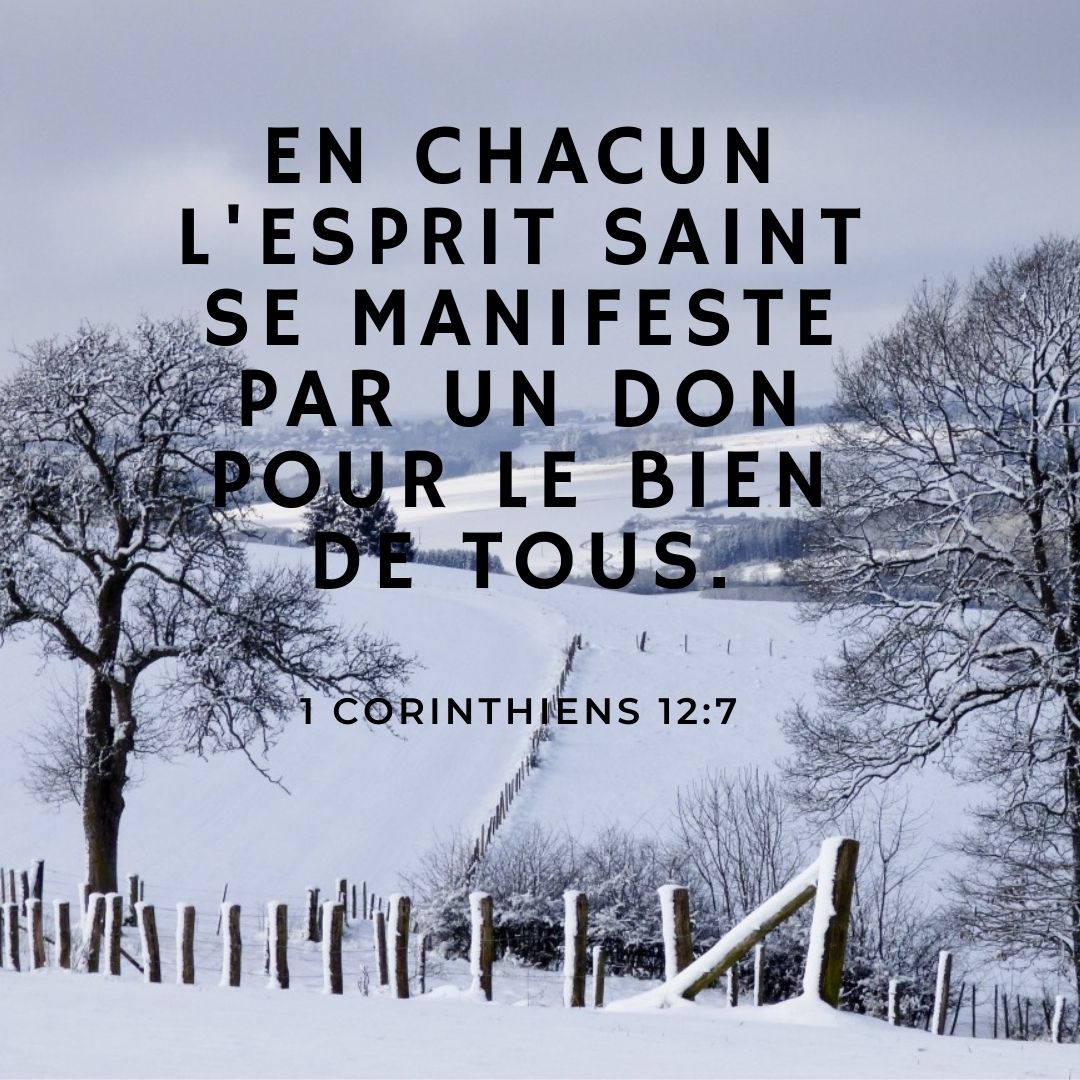 EN CHACUN
L'ESPRIT SAINT
SE MANIFESTE
PAR UN DON
POUR LE BIEN
DE TOUS.
1 CORINTHIENS 12:7